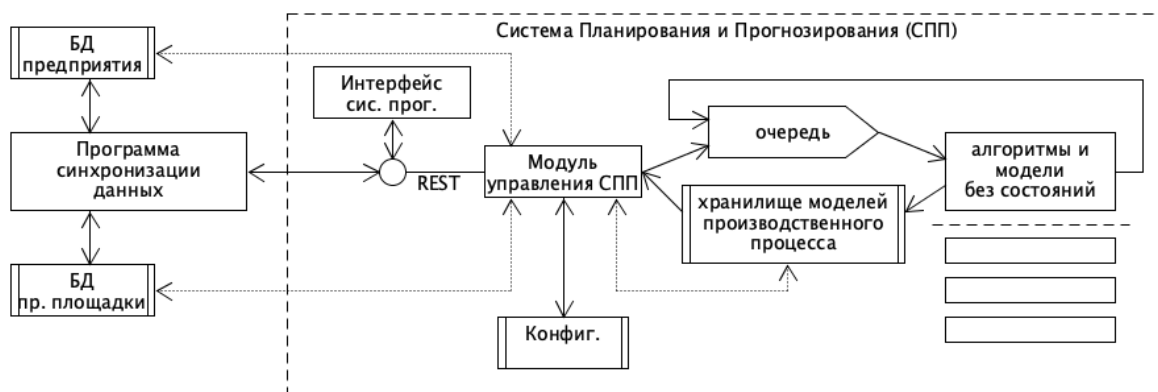 Система Планирования и Прогнозирования (СПП)
БД
предприятия
Интерфейс
сис. прог.
очередь
Программа
синхронизации
данных
REST
Модуль
управления СПП
алгоритмы и
модели
без состояний
хранилище моделей
производственного
процесса
БД
пр. площадки
Конфиг.